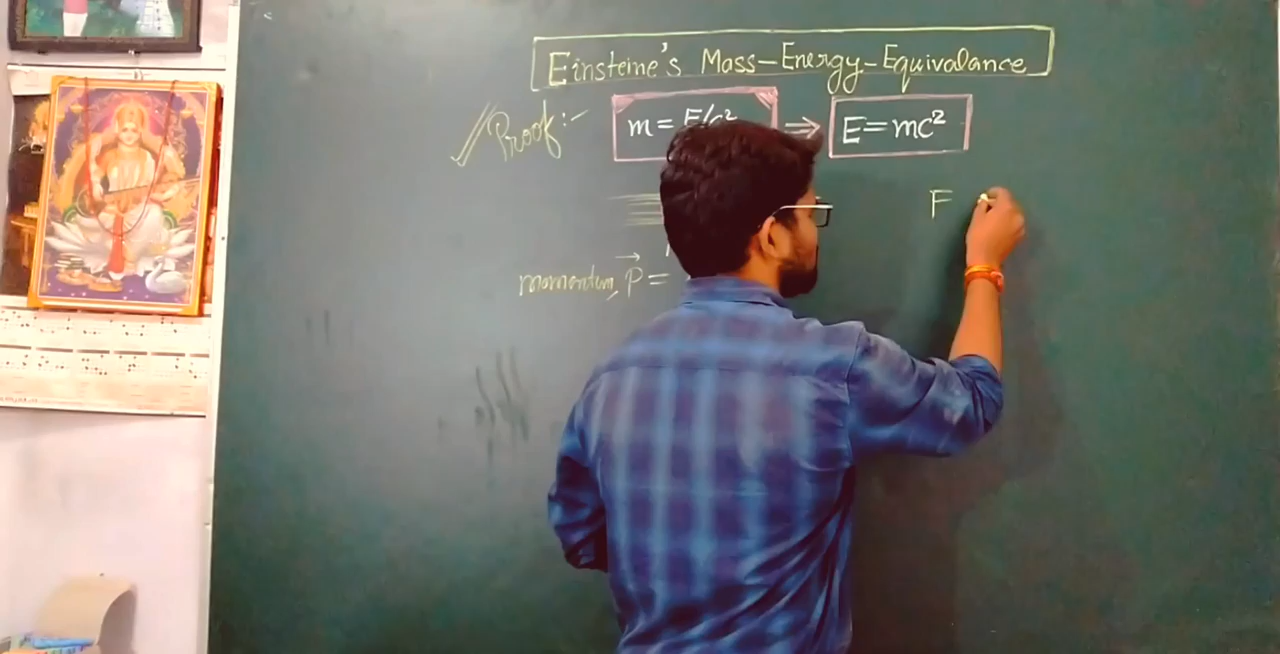 Einsteine's Mass-Energy-Equivalance
Proof:- m = E/c² ⇒ E=mc²
F
momentum, P⃗ =